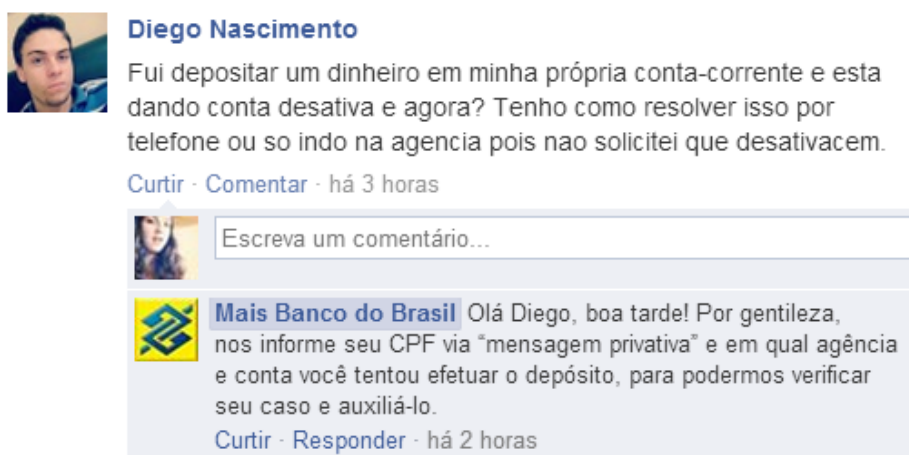 Diego Nascimento
Fui depositar um dinheiro em minha própria conta-corrente e esta
dando conta desativa e agora? Tenho como resolver isso por
telefone ou so indo na agencia pois nao solicitei que desativacem.
Curtir · Comentar · há 3 horas
Escreva um comentário...
Mais Banco do Brasil Olá Diego, boa tarde! Por gentileza,
nos informe seu CPF via “mensagem privativa” e em qual agência
e conta você tentou efetuar o depósito, para podermos verificar
seu caso e auxiliá-lo.
Curtir · Responder · há 2 horas